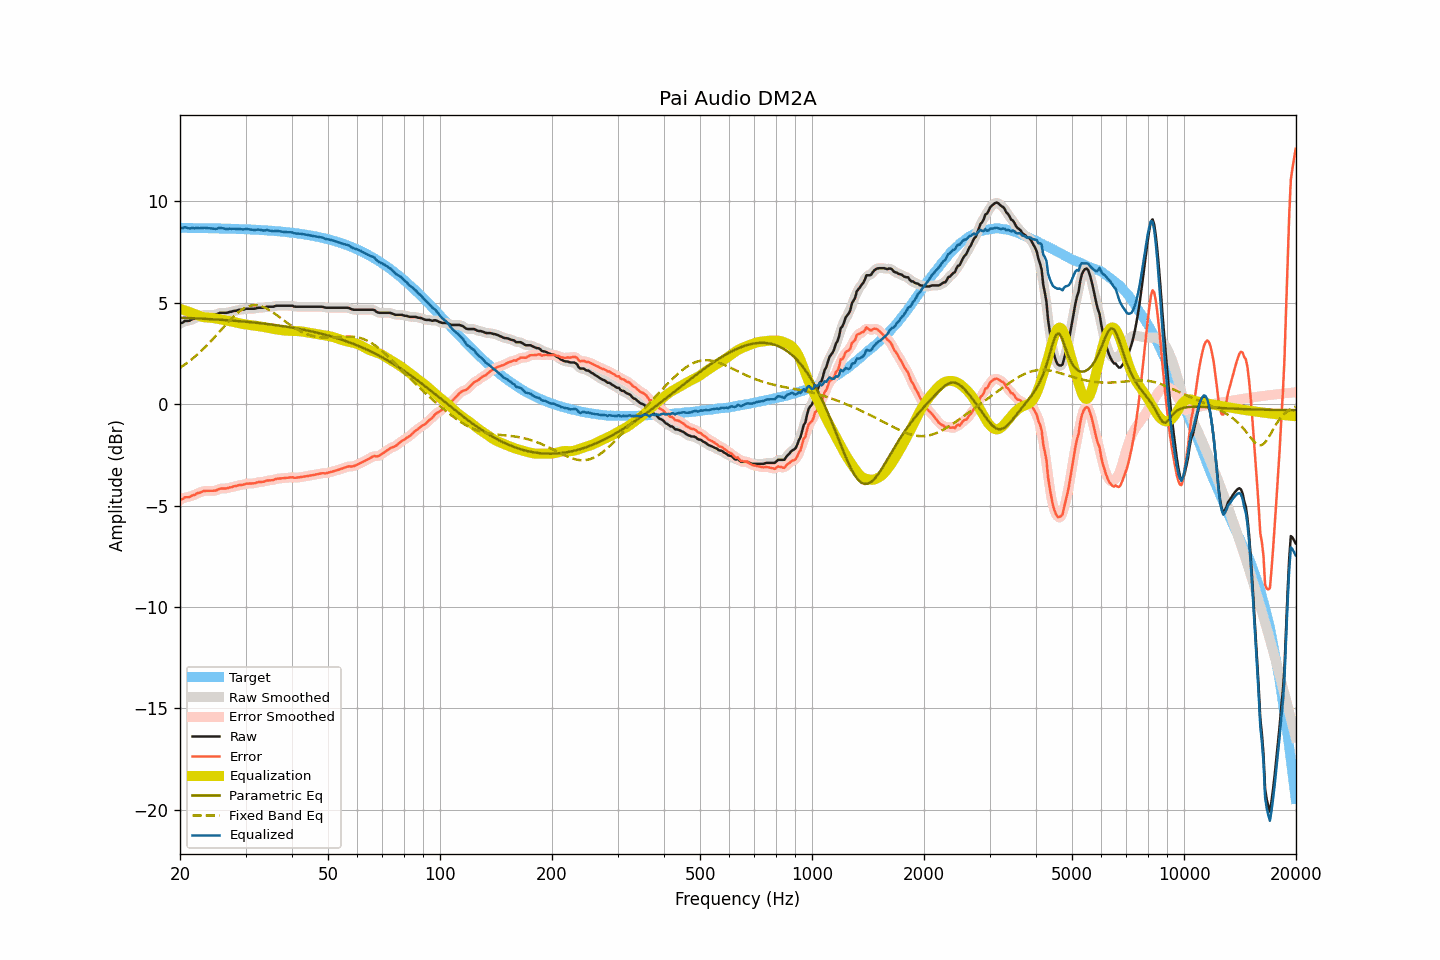 Pai Audio DM2A
Amplitude (dBr)
10
5
0
−5
−10
−15
−20
Target
Raw Smoothed
Error Smoothed
Raw
Error
Equalization
Parametric Eq
Fixed Band Eq
Equalized
20 50 100 200 500 1000 2000 5000 10000 20000
Frequency (Hz)